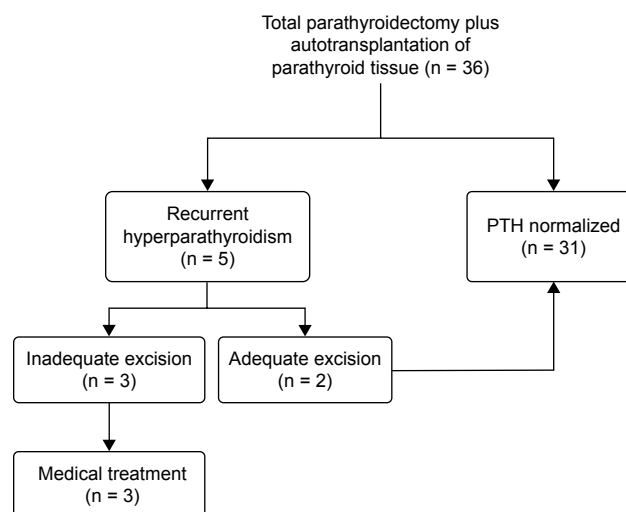 Total parathyroidectomy plus
autotransplantation of
parathyroid tissue (n = 36)
Recurrent
hyperparathyroidism
(n = 5)
PTH normalized
(n = 31)
Inadequate excision
(n = 3)
Adequate excision
(n = 2)
Medical treatment
(n = 3)